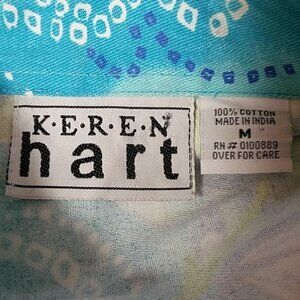 K·E·R·E·N
hart
100% COTTON
MADE IN INDIA
M
RN # 0100889
OVER FOR CARE